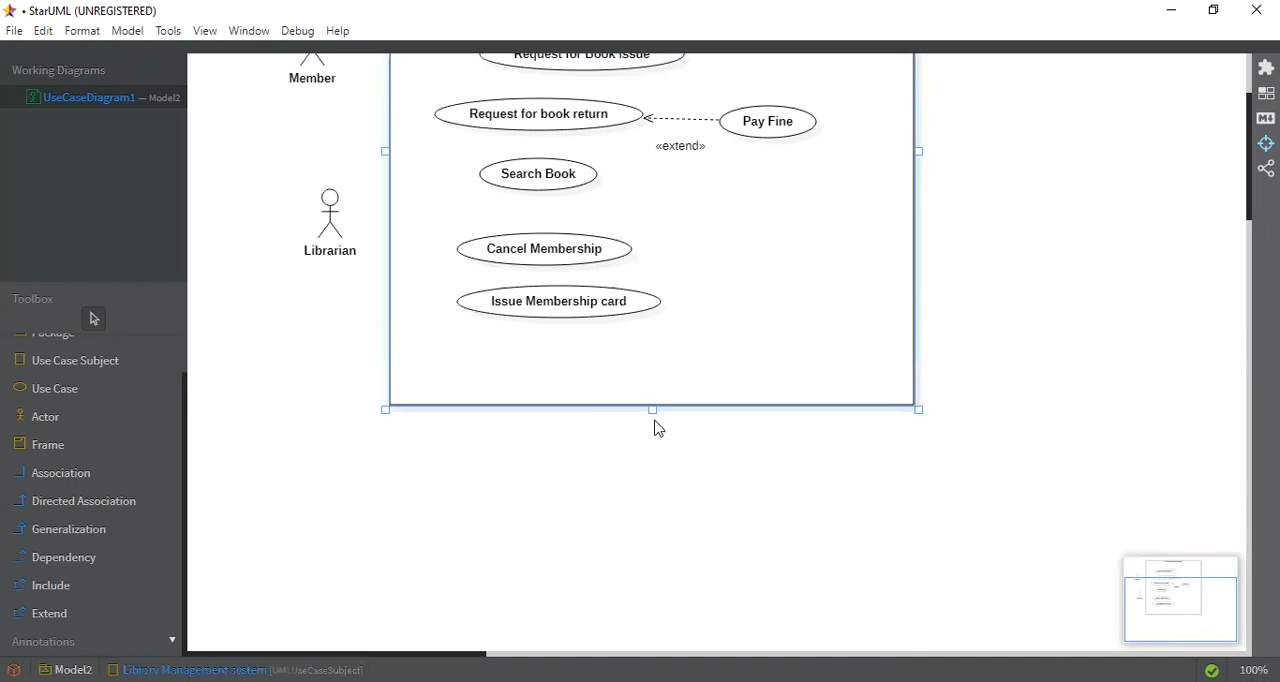 • StarUML (UNREGISTERED)
File Edit Format Model Tools View Window Debug Help
Working Diagrams
UseCaseDiagram1 — Model2
Request for Book issue
Member
Request for book return
Pay Fine
«extend»
Search Book
Librarian
Cancel Membership
Issue Membership card
Toolbox
Package
Use Case Subject
Use Case
Actor
Frame
Association
Directed Association
Generalization
Dependency
Include
Extend
Annotations
Model2 Library Management system [UMLUseCaseSubject]
100%